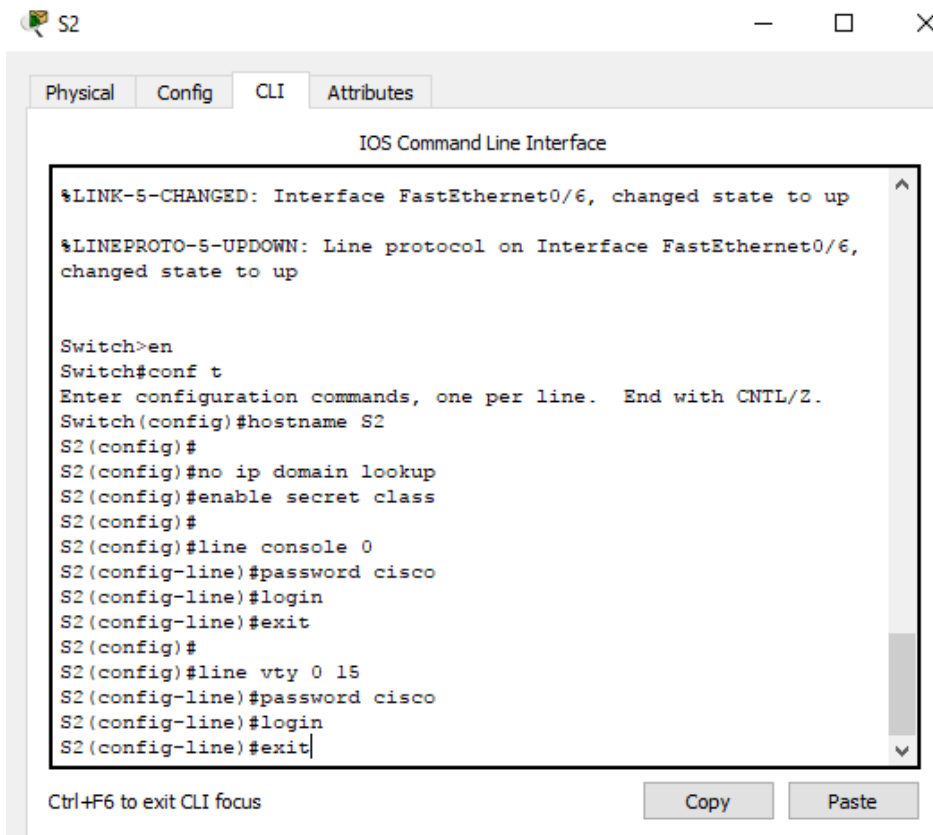 S2
Physical Config CLI Attributes
IOS Command Line Interface
%LINK-5-CHANGED: Interface FastEthernet0/6, changed state to up
%LINEPROTO-5-UPDOWN: Line protocol on Interface FastEthernet0/6,
changed state to up
Switch>en
Switch#conf t
Enter configuration commands, one per line.  End with CNTL/Z.
Switch(config)#hostname S2
S2(config)#
S2(config)#no ip domain lookup
S2(config)#enable secret class
S2(config)#
S2(config)#line console 0
S2(config-line)#password cisco
S2(config-line)#login
S2(config-line)#exit
S2(config)#
S2(config)#line vty 0 15
S2(config-line)#password cisco
S2(config-line)#login
S2(config-line)#exit
Ctrl+F6 to exit CLI focus Copy Paste